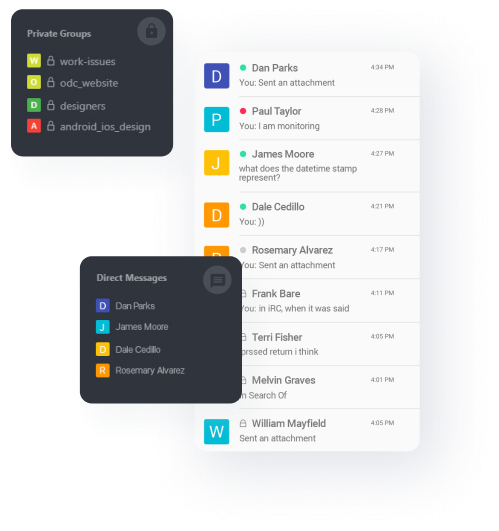 Private Groups
W work-issues
O odc_website
D designers
A android_ios_design
D Dan Parks 4:34 PM
You: Sent an attachment
P Paul Taylor 4:28 PM
You: I am monitoring
J James Moore 4:27 PM
what does the datetime stamp
represent?
D Dale Cedillo 4:21 PM
You: ))
Rosemary Alvarez 4:17 PM
You: Sent an attachment
Frank Bare 4:11 PM
You: in iRC, when it was said
Terri Fisher 4:05 PM
prssed return i think
Melvin Graves 4:01 PM
Search Of
W William Mayfield 4:05 PM
Sent an attachment
Direct Messages
D Dan Parks
J James Moore
D Dale Cedillo
R Rosemary Alvarez